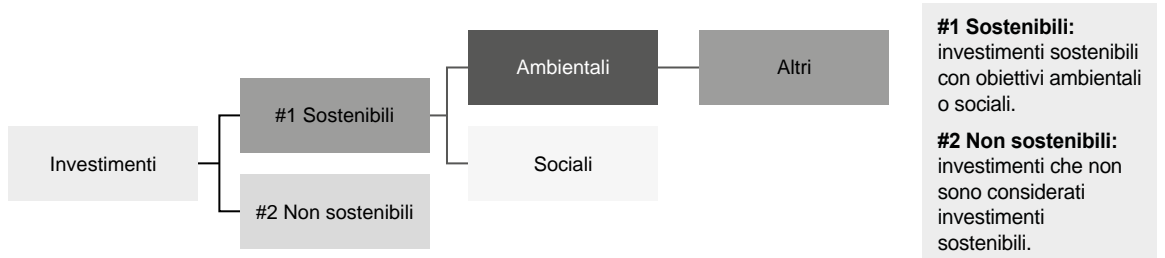 Investimenti
#1 Sostenibili
#2 Non sostenibili
Ambientali
Sociali
Altri
#1 Sostenibili:
investimenti sostenibili
con obiettivi ambientali
o sociali.
#2 Non sostenibili:
investimenti che non
sono considerati
investimenti
sostenibili.